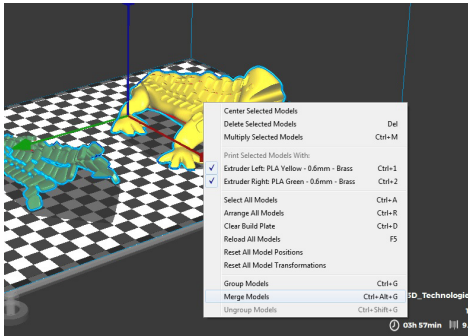 Center Selected Models
Delete Selected Models Del
Multiply Selected Models Ctrl+M
Print Selected Models With:
Extruder Left: PLA Yellow - 0.6mm - Brass Ctrl+1
Extruder Right: PLA Green - 0.6mm - Brass Ctrl+2
Select All Models Ctrl+A
Arrange All Models Ctrl+R
Clear Build Plate Ctrl+D
Reload All Models F5
Reset All Model Positions
Reset All Model Transformations
Group Models Ctrl+G
Merge Models Ctrl+Alt+G
3D_Technologie
Ungroup Models Ctrl+Shift+G
03h 57min 9